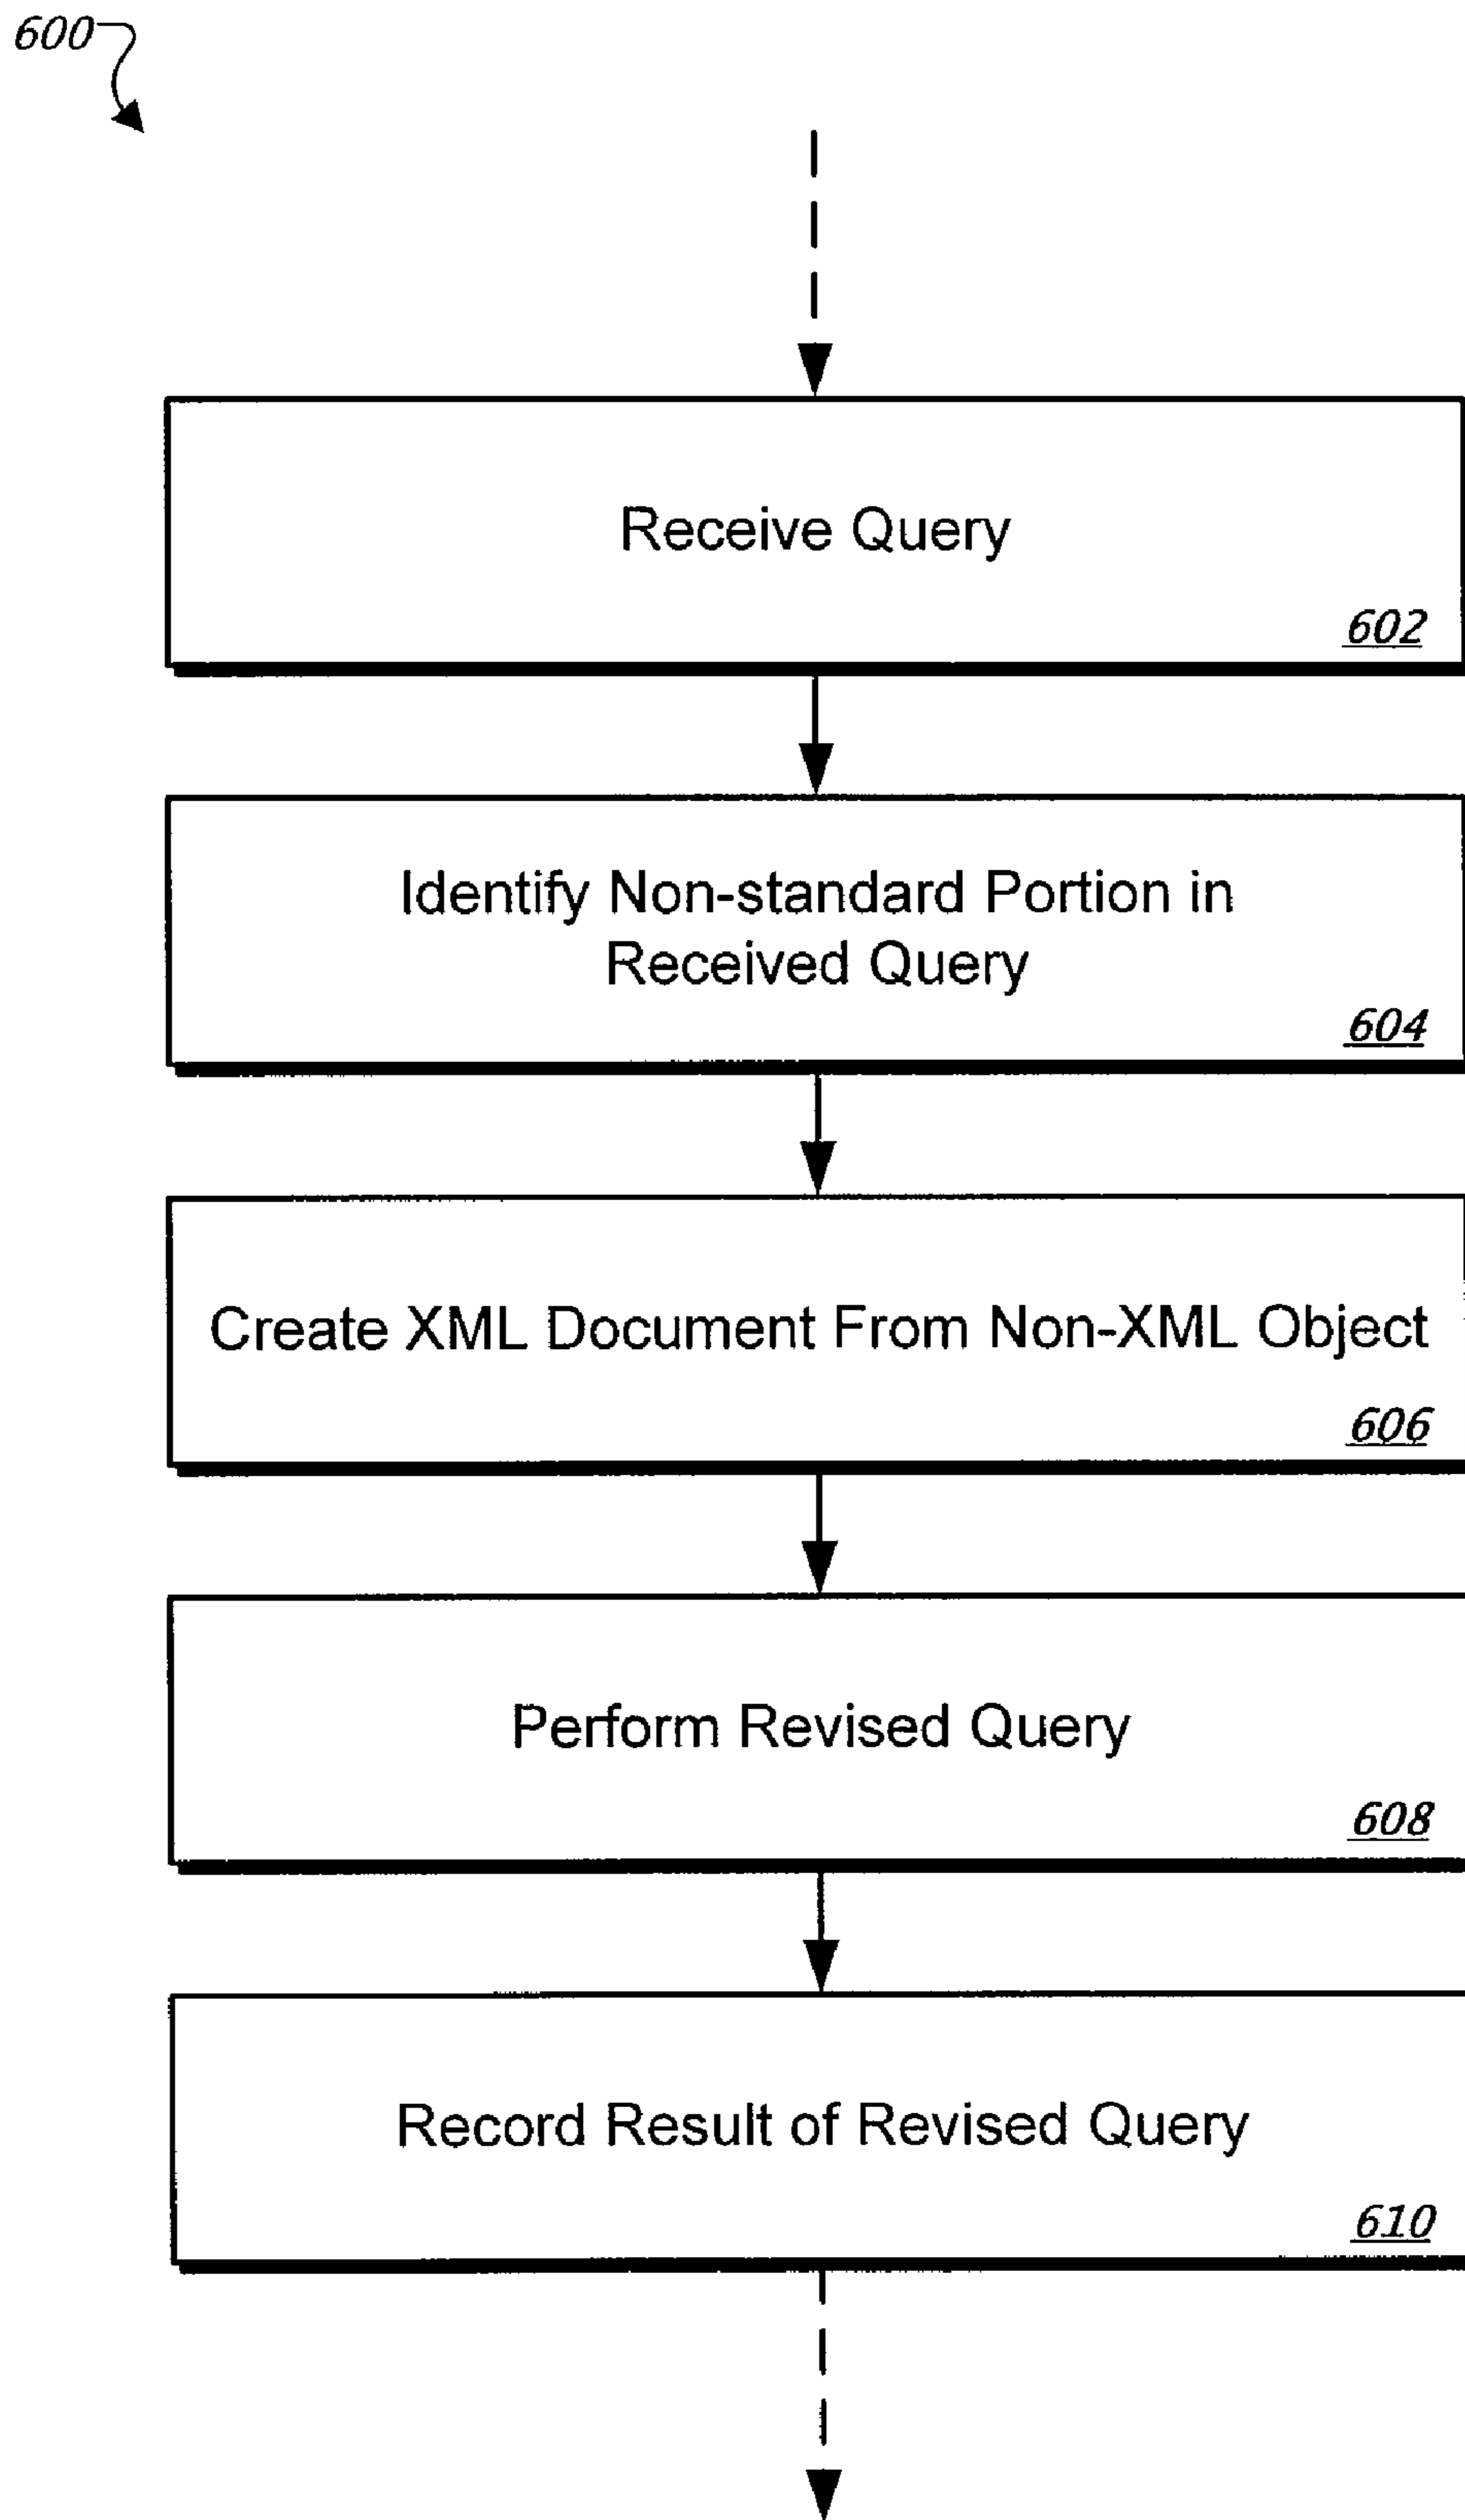 600
Receive Query
602
Identify Non-standard Portion in
Received Query
604
Create XML Document From Non-XML Object
606
Perform Revised Query
608
Record Result of Revised Query
610